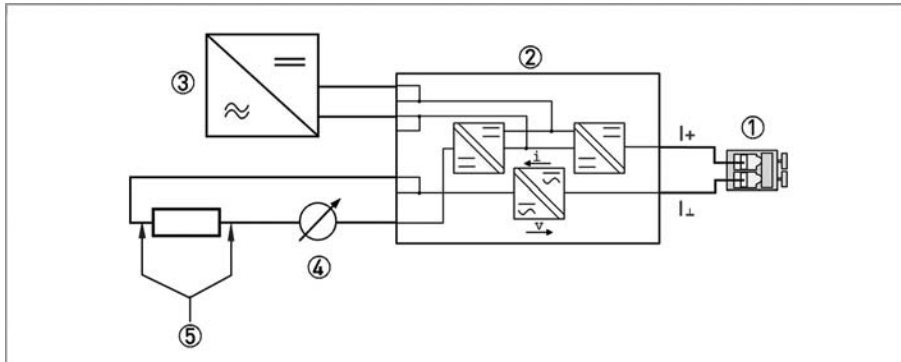 ②
③
①
I+
i
I⊥
v
④
⑤